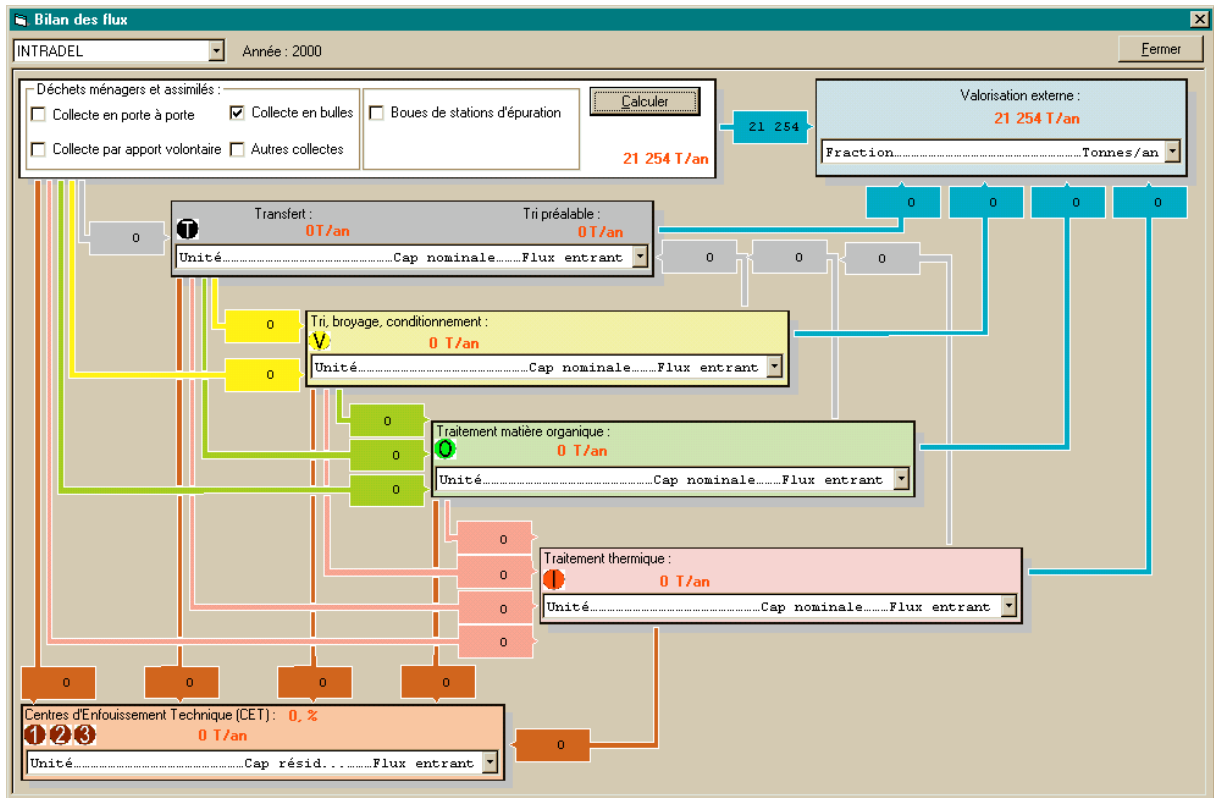 Bilan des flux
INTRADEL Année : 2000 Fermer
Déchets ménagers et assimilés :
Collecte en porte à porte Collecte en bulles Boues de stations d'épuration Calculer
Collecte par apport volontaire Autres collectes
21 254 T/an
21 254
Valorisation externe :
21 254 T/an
Fraction......Tonnes/an
0 0 0 0
Transfert : Tri préalable :
0
T 0T/an 0T/an
Unité......Cap nominale......Flux entrant
0 0 0
0
Tri, broyage, conditionnement :
V 0 T/an
0
Unité......Cap nominale......Flux entrant
0
Traitement matière organique :
0
O 0 T/an
0
Unité......Cap nominale......Flux entrant
0
Traitement thermique :
0
I 0 T/an
0
Unité......Cap nominale......Flux entrant
0
0 0 0 0
Centres d'Enfouissement Technique (CET) : 0, %
1 2 3 0 T/an
0
Unité......Cap résid......Flux entrant